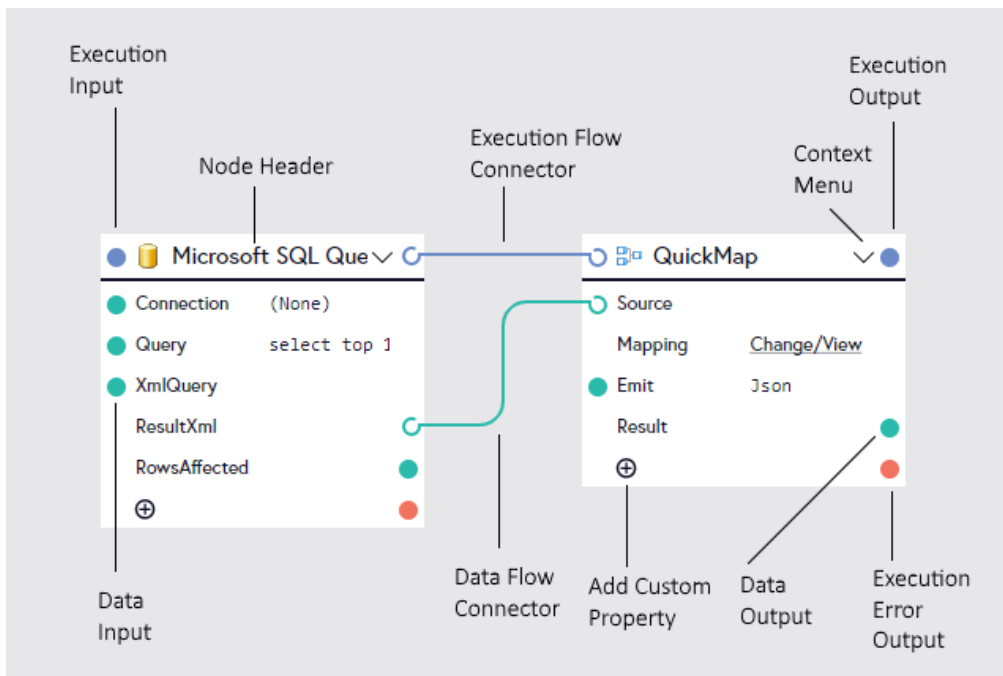 Execution
Input
Execution
Output
Execution Flow
Connector
Node Header
Context
Menu
Microsoft SQL Que
QuickMap
Connection (None)
Source
Query select top 1
Mapping Change/View
XmlQuery
Emit Json
ResultXml
Result
RowsAffected
Data
Input
Data Flow
Connector
Add Custom
Property
Data
Output
Execution
Error
Output